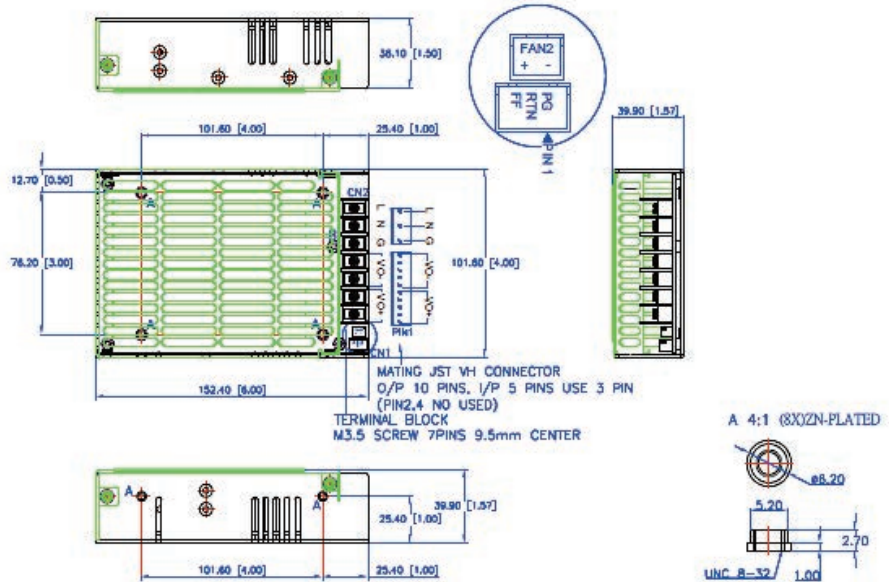 38.10 [1.50]
FAN2
+ -
PG
RTN
FF
PIN 1
39.90 [1.57]
101.60 [4.00]
25.40 [1.00]
12.70 [0.50]
CN2
L
N
G
VO-
VO+
L
N
G
VO-
VO+
76.20 [3.00]
101.60 [4.00]
PIN1
CN1
152.40 [6.00]
MATING JST VH CONNECTOR
O/P 10 PINS, I/P 5 PINS USE 3 PIN
(PIN2,4 NO USED)
TERMINAL BLOCK
M3.5 SCREW 7PINS 9.5mm CENTER
A 4:1 (8X)ZN-PLATED
ø8.20
5.20
2.70
UNC 8-32
1.00
A
A
39.90 [1.57]
25.40 [1.00]
101.60 [4.00]
25.40 [1.00]